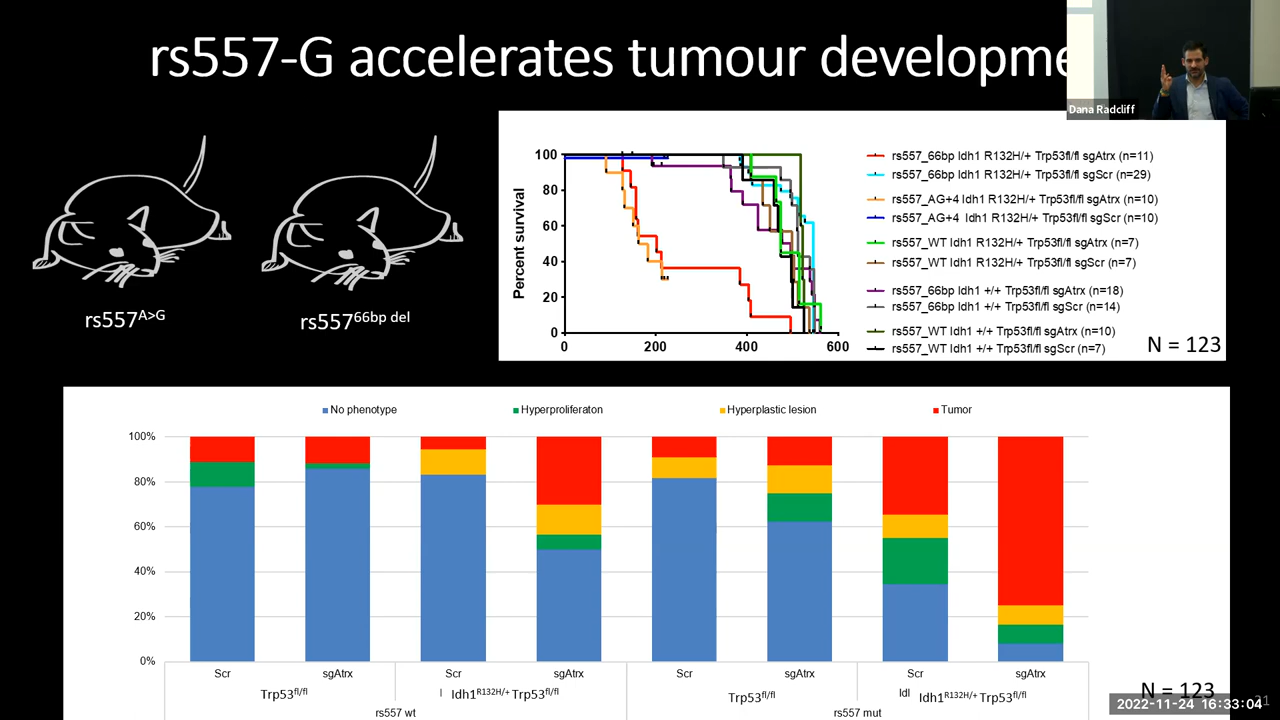 rs557-G accelerates tumour developme
Dana Radcliff
rs557A>G
rs55766bp del
Percent survival
100
80
60
40
20
0
0 200 400 600
rs557_66bp Idh1 R132H/+ Trp53fl/fl sgAtrx (n=11)
rs557_66bp Idh1 R132H/+ Trp53fl/fl sgScr (n=29)
rs557_AG+4 Idh1 R132H/+ Trp53fl/fl sgAtrx (n=10)
rs557_AG+4 Idh1 R132H/+ Trp53fl/fl sgScr (n=10)
rs557_WT Idh1 R132H/+ Trp53fl/fl sgAtrx (n=7)
rs557_WT Idh1 R132H/+ Trp53fl/fl sgScr (n=7)
rs557_66bp Idh1 +/+ Trp53fl/fl sgAtrx (n=18)
rs557_66bp Idh1 +/+ Trp53fl/fl sgScr (n=14)
rs557_WT Idh1 +/+ Trp53fl/fl sgAtrx (n=10)
rs557_WT Idh1 +/+ Trp53fl/fl sgScr (n=7)
N = 123
No phenotype Hyperproliferaton Hyperplastic lesion Tumor
100%
80%
60%
40%
20%
0%
Scr sgAtrx Scr sgAtrx Scr sgAtrx Scr sgAtrx
Trp53fl/fl Idh1R132H/+ Trp53fl/fl Trp53fl/fl Idl Idh1R132H/+ Trp53fl/fl
rs557 wt rs557 mut
N = 123
2022-11-24 16:33:04